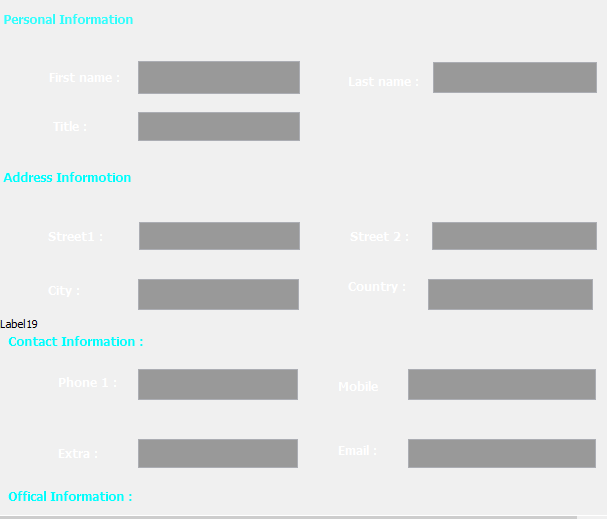 Personal Information
First name :
Last name :
Title :
Address Informotion
Street1 :
Street 2 :
City :
Country :
Label19
Contact Information :
Phone 1 :
Mobile
Extra :
Email :
Offical Information :